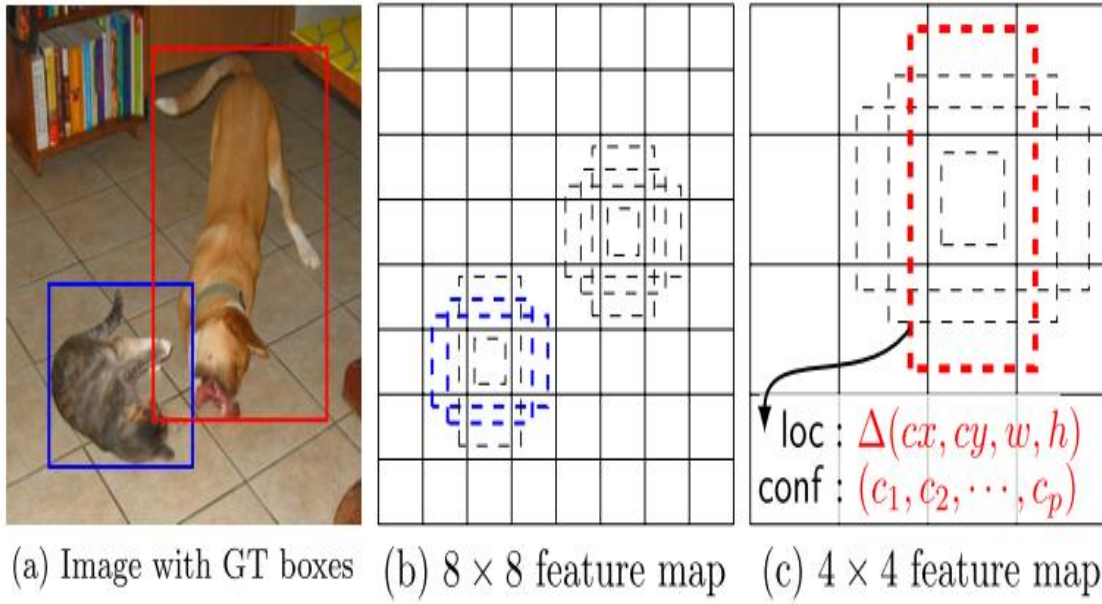 loc : Δ(cx, cy, w, h)
conf : (c₁, c₂, ⋯, cₚ)
(a) Image with GT boxes
(b) 8 × 8 feature map
(c) 4 × 4 feature map